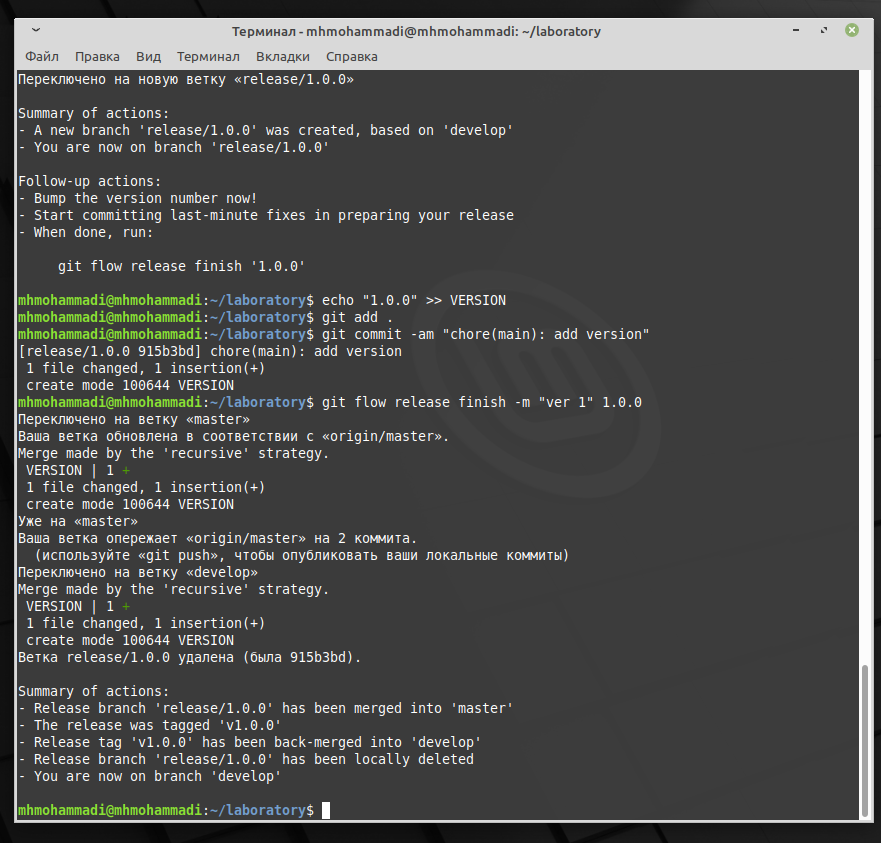 Терминал - mhmohammadi@mhmohammadi: ~/laboratory
Файл Правка Вид Терминал Вкладки Справка
Переключено на новую ветку «release/1.0.0»
Summary of actions:
- A new branch 'release/1.0.0' was created, based on 'develop'
- You are now on branch 'release/1.0.0'
Follow-up actions:
- Bump the version number now!
- Start committing last-minute fixes in preparing your release
- When done, run:
git flow release finish '1.0.0'
mhmohammadi@mhmohammadi:~/laboratory$ echo "1.0.0" >> VERSION
mhmohammadi@mhmohammadi:~/laboratory$ git add .
mhmohammadi@mhmohammadi:~/laboratory$ git commit -am "chore(main): add version"
[release/1.0.0 915b3bd] chore(main): add version
1 file changed, 1 insertion(+)
create mode 100644 VERSION
mhmohammadi@mhmohammadi:~/laboratory$ git flow release finish -m "ver 1" 1.0.0
Переключено на ветку «master»
Ваша ветка обновлена в соответствии с «origin/master».
Merge made by the 'recursive' strategy.
VERSION | 1 +
1 file changed, 1 insertion(+)
create mode 100644 VERSION
Уже на «master»
Ваша ветка опережает «origin/master» на 2 коммита.
(используйте «git push», чтобы опубликовать ваши локальные коммиты)
Переключено на ветку «develop»
Merge made by the 'recursive' strategy.
VERSION | 1 +
1 file changed, 1 insertion(+)
create mode 100644 VERSION
Ветка release/1.0.0 удалена (была 915b3bd).
Summary of actions:
- Release branch 'release/1.0.0' has been merged into 'master'
- The release was tagged 'v1.0.0'
- Release tag 'v1.0.0' has been back-merged into 'develop'
- Release branch 'release/1.0.0' has been locally deleted
- You are now on branch 'develop'
mhmohammadi@mhmohammadi:~/laboratory$